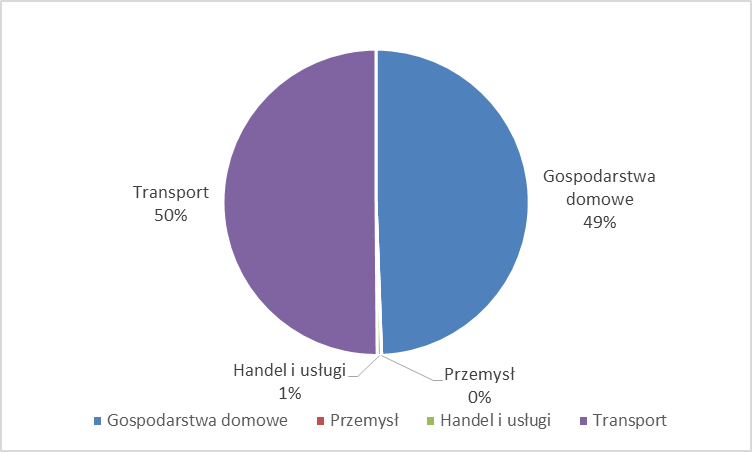 Gospodarstwa
domowe
49%
Transport
50%
Handel i usługi
1%
Przemysł
0%
Gospodarstwa domowe Przemysł Handel i usługi Transport